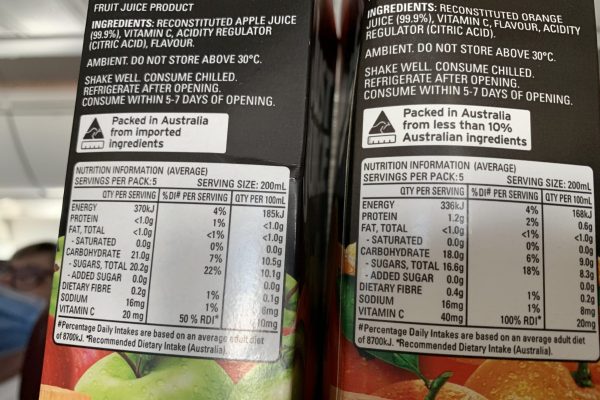 FRUIT JUICE PRODUCT
INGREDIENTS: RECONSTITUTED APPLE JUICE
(99.9%), VITAMIN C, ACIDITY REGULATOR
(CITRIC ACID), FLAVOUR.
AMBIENT. DO NOT STORE ABOVE 30°C.
SHAKE WELL. CONSUME CHILLED.
REFRIGERATE AFTER OPENING.
CONSUME WITHIN 5-7 DAYS OF OPENING.
Packed in Australia
from imported
ingredients
NUTRITION INFORMATION (AVERAGE)
SERVINGS PER PACK:5 SERVING SIZE: 200mL
QTY PER SERVING %DI# PER SERVING QTY PER 100mL
ENERGY 370kJ 4% 185kJ
PROTEIN <1.0g 1% <1.0g
FAT, TOTAL <1.0g <1% <1.0g
- SATURATED 0.0g 0% 0.0g
CARBOHYDRATE 21.0g 7% 10.5g
- SUGARS, TOTAL 20.2g 22% 10.1g
- ADDED SUGAR 0.0g 0.0g
DIETARY FIBRE 0.2g 1% 0.1g
SODIUM 16mg 1% 8mg
VITAMIN C 20 mg 50 % RDI* 10mg
#Percentage Daily Intakes are based on an average adult diet
of 8700kJ. *Recommended Dietary Intake (Australia).
INGREDIENTS: RECONSTITUTED ORANGE
JUICE (99.9%), VITAMIN C, FLAVOUR, ACIDITY
REGULATOR (CITRIC ACID).
AMBIENT. DO NOT STORE ABOVE 30°C.
SHAKE WELL. CONSUME CHILLED.
REFRIGERATE AFTER OPENING.
CONSUME WITHIN 5-7 DAYS OF OPENING.
Packed in Australia
from less than 10%
Australian ingredients
NUTRITION INFORMATION (AVERAGE)
SERVINGS PER PACK:5 SERVING SIZE: 200mL
QTY PER SERVING %DI# PER SERVING QTY PER 100mL
ENERGY 336kJ 4% 168kJ
PROTEIN 1.2g 2% 0.6g
FAT, TOTAL <1.0g <1% <1.0g
- SATURATED 0.0g 0% 0.0g
CARBOHYDRATE 18.0g 6% 9.0g
- SUGARS, TOTAL 16.6g 18% 8.3g
- ADDED SUGAR 0.0g 0.0g
DIETARY FIBRE 0.4g 1% 0.2g
SODIUM 16mg 1% 8mg
VITAMIN C 40mg 100% RDI* 20mg
#Percentage Daily Intakes are based on an average adult diet
of 8700kJ. *Recommended Dietary Intake (Australia).